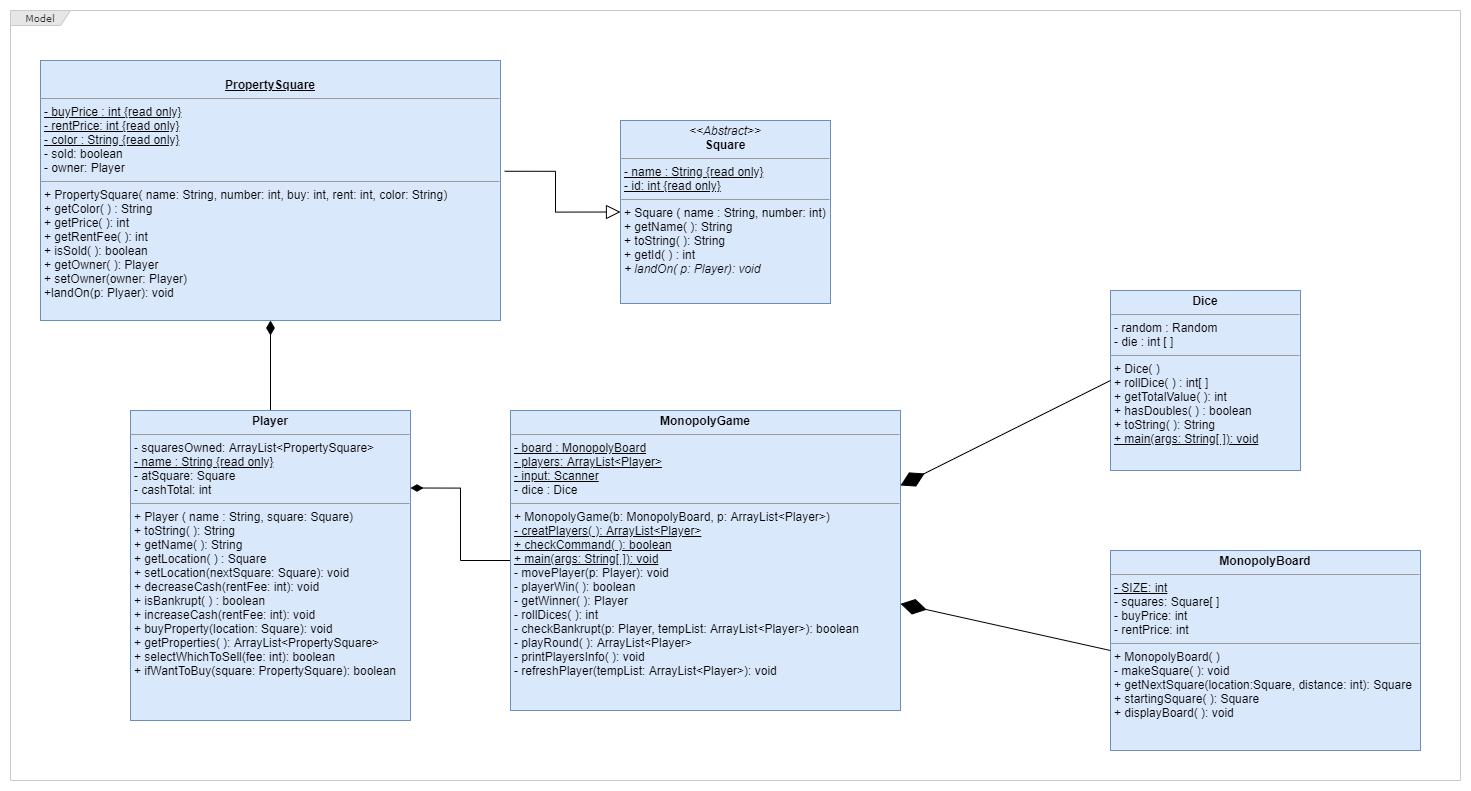 Model
PropertySquare
- buyPrice : int {read only}
- rentPrice: int {read only}
- color : String {read only}
- sold: boolean
- owner: Player
+ PropertySquare( name: String, number: int, buy: int, rent: int, color: String)
+ getColor( ) : String
+ getPrice( ): int
+ getRentFee( ): int
+ isSold( ): boolean
+ getOwner( ): Player
+ setOwner(owner: Player)
+landOn(p: Plyaer): void
<<Abstract>>
Square
- name : String {read only}
- id: int {read only}
+ Square ( name : String, number: int)
+ getName( ): String
+ toString( ): String
+ getId( ) : int
+ landOn( p: Player): void
Dice
- random : Random
- die : int [ ]
+ Dice( )
+ rollDice( ) : int[ ]
+ getTotalValue( ): int
+ hasDoubles( ) : boolean
+ toString( ): String
+ main(args: String[ ]): void
Player
- squaresOwned: ArrayList<PropertySquare>
- name : String {read only}
- atSquare: Square
- cashTotal: int
+ Player ( name : String, square: Square)
+ toString( ): String
+ getName( ): String
+ getLocation( ) : Square
+ setLocation(nextSquare: Square): void
+ decreaseCash(rentFee: int): void
+ isBankrupt( ) : boolean
+ increaseCash(rentFee: int): void
+ buyProperty(location: Square): void
+ getProperties( ): ArrayList<PropertySquare>
+ selectWhichToSell(fee: int): boolean
+ ifWantToBuy(square: PropertySquare): boolean
MonopolyGame
- board : MonopolyBoard
- players: ArrayList<Player>
- input: Scanner
- dice : Dice
+ MonopolyGame(b: MonopolyBoard, p: ArrayList<Player>)
- creatPlayers( ): ArrayList<Player>
+ checkCommand( ): boolean
+ main(args: String[ ]): void
- movePlayer(p: Player): void
- playerWin( ): boolean
- getWinner( ): Player
- rollDices( ): int
- checkBankrupt(p: Player, tempList: ArrayList<Player>): boolean
- playRound( ): ArrayList<Player>
- printPlayersInfo( ): void
- refreshPlayer(tempList: ArrayList<Player>): void
MonopolyBoard
- SIZE: int
- squares: Square[ ]
- buyPrice: int
- rentPrice: int
+ MonopolyBoard( )
- makeSquare( ): void
+ getNextSquare(location:Square, distance: int): Square
+ startingSquare( ): Square
+ displayBoard( ): void